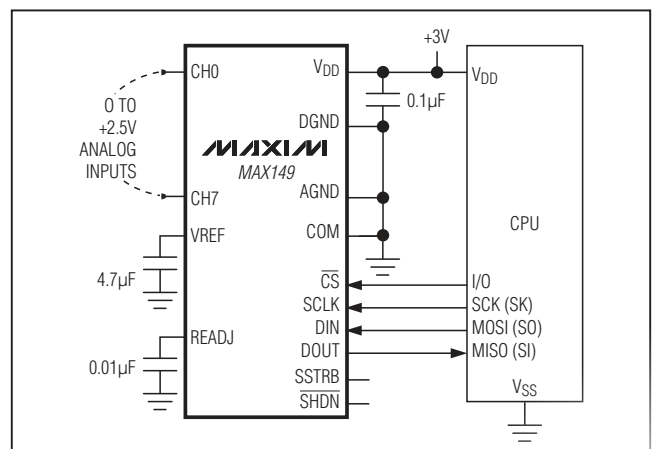 +3V
CH0
VDD
VDD
0 TO
+2.5V
ANALOG
INPUTS
0.1µF
DGND
MAXIM
MAX149
AGND
CH7
COM
CPU
VREF
4.7µF
CS
I/O
SCLK
SCK (SK)
DIN
MOSI (SO)
READJ
DOUT
MISO (SI)
0.01µF
SSTRB
SHDN
VSS